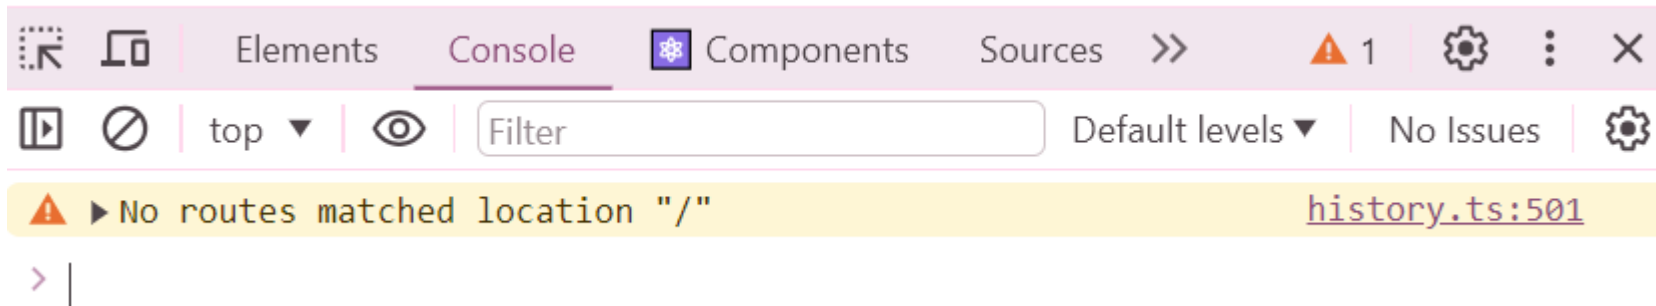 Elements Console Components Sources 1
top Filter Default levels No Issues
No routes matched location "/" history.ts:501